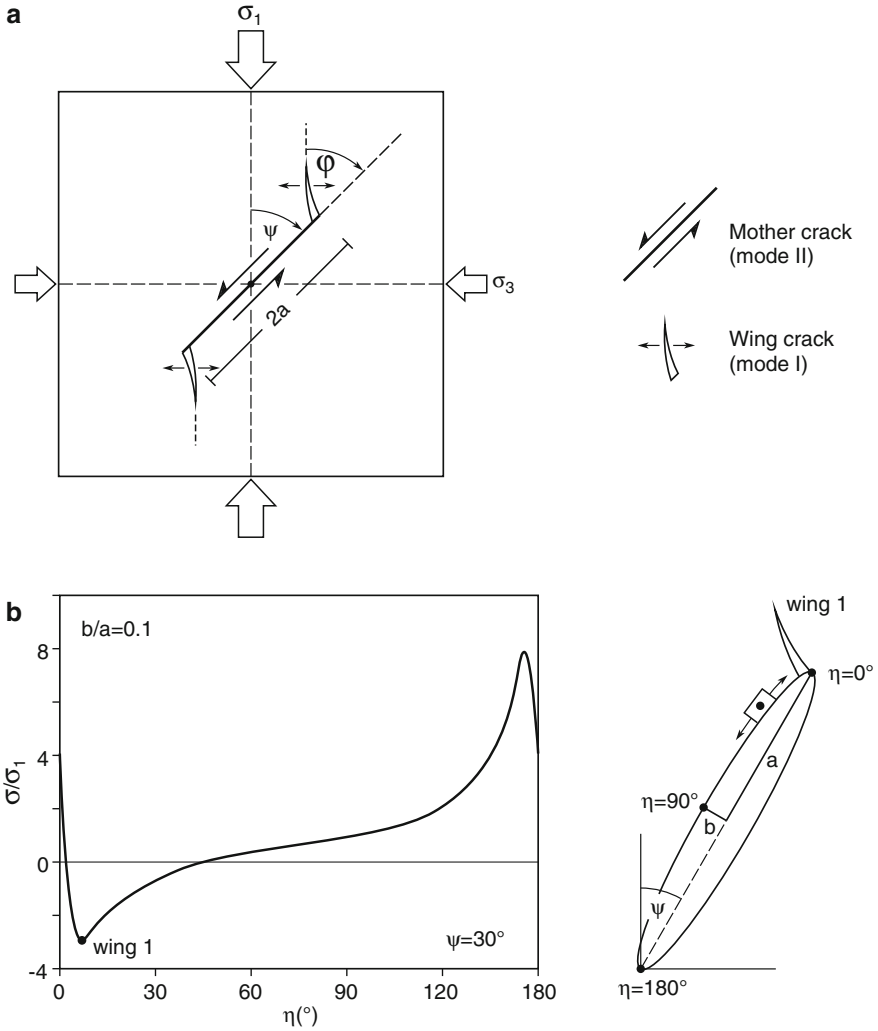 a
σ1
φ
ψ
σ3
2a
Mother crack
(mode II)
Wing crack
(mode I)
b
b/a=0.1
8
4
0
-4
σ/σ1
wing 1
ψ=30°
0
30
60
90
120
180
η(°)
wing 1
η=0°
a
η=90°
b
ψ
η=180°